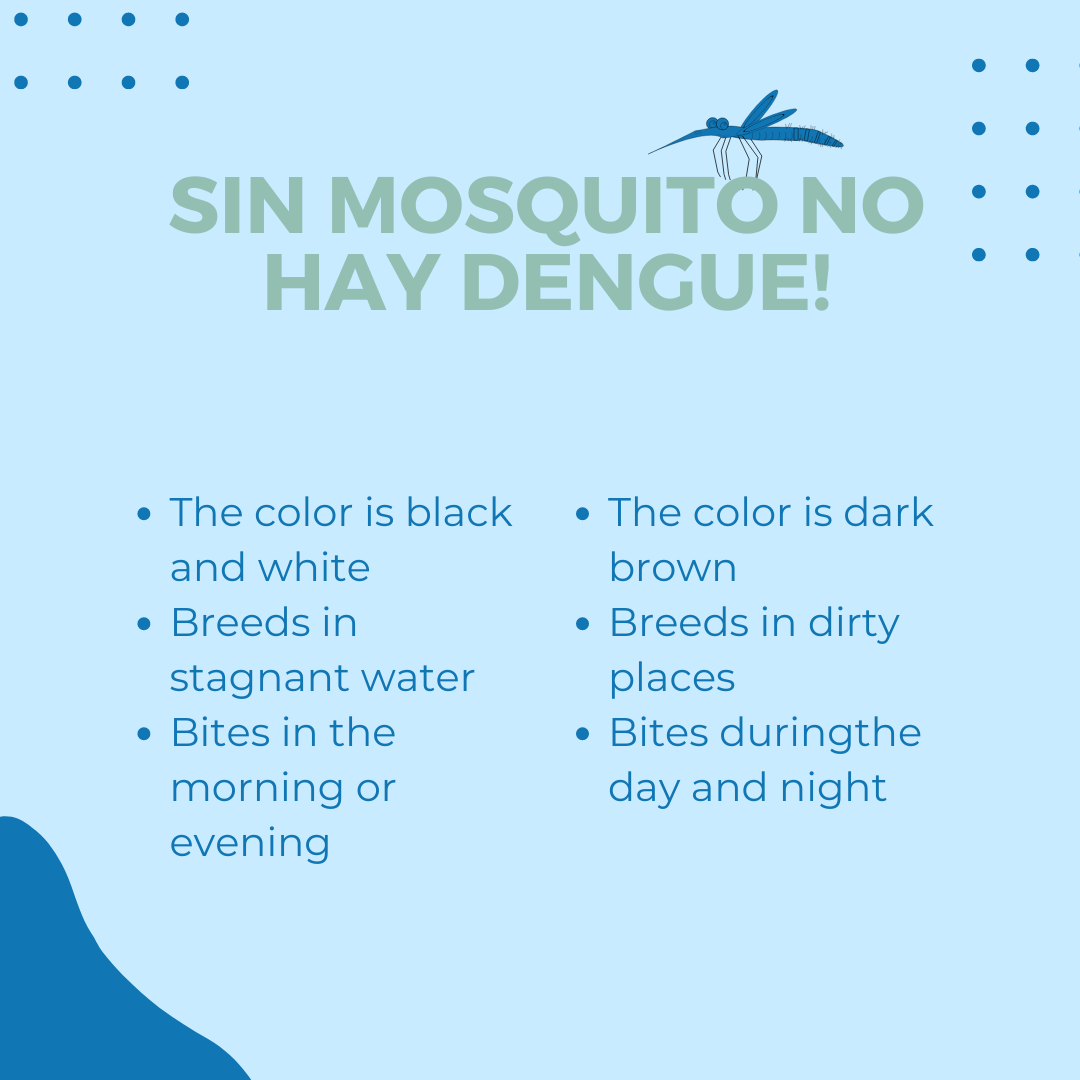 SIN MOSQUITO NO
HAY DENGUE!
• The color is black
and white
• Breeds in
stagnant water
• Bites in the
morning or
evening
• The color is dark
brown
• Breeds in dirty
places
• Bites duringthe
day and night